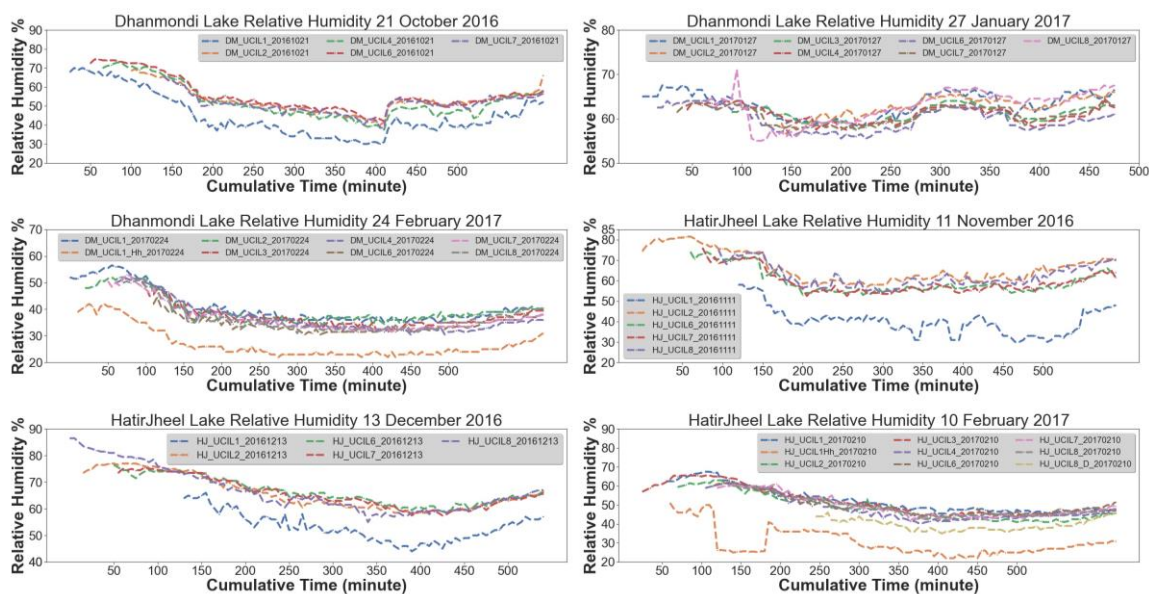 Dhanmondi Lake Relative Humidity 21 October 2016
Relative Humidity %
90
80
70
60
50
40
30
20
DM_UCIL1_20161021 DM_UCIL4_20161021 DM_UCIL7_20161021
DM_UCIL2_20161021 DM_UCIL6_20161021
50 100 150 200 250 300 350 400 450 500
Cumulative Time (minute)
Dhanmondi Lake Relative Humidity 27 January 2017
Relative Humidity %
80
70
60
50
DM_UCIL1_20170127 DM_UCIL3_20170127 DM_UCIL6_20170127 DM_UCIL8_20170127
DM_UCIL2_20170127 DM_UCIL4_20170127 DM_UCIL7_20170127
50 100 150 200 250 300 350 400 450 500
Cumulative Time (minute)
Dhanmondi Lake Relative Humidity 24 February 2017
Relative Humidity %
70
60
50
40
30
20
DM_UCIL1_20170224 DM_UCIL2_20170224 DM_UCIL4_20170224 DM_UCIL7_20170224
DM_UCIL1_Hh_20170224 DM_UCIL3_20170224 DM_UCIL6_20170224 DM_UCIL8_20170224
50 100 150 200 250 300 350 400 450 500
Cumulative Time (minute)
HatirJheel Lake Relative Humidity 11 November 2016
Relative Humidity %
85
80
70
60
50
40
30
21
HJ_UCIL1_20161111
HJ_UCIL2_20161111
HJ_UCIL6_20161111
HJ_UCIL7_20161111
HJ_UCIL8_20161111
50 100 150 200 250 300 350 400 450 500
Cumulative Time (minute)
HatirJheel Lake Relative Humidity 13 December 2016
Relative Humidity %
90
80
70
60
50
40
HJ_UCIL1_20161213 HJ_UCIL6_20161213 HJ_UCIL8_20161213
HJ_UCIL2_20161213 HJ_UCIL7_20161213
50 100 150 200 250 300 350 400 450 500
Cumulative Time (minute)
HatirJheel Lake Relative Humidity 10 February 2017
Relative Humidity %
90
80
70
60
50
40
30
20
HJ_UCIL1_20170210 HJ_UCIL3_20170210 HJ_UCIL7_20170210
HJ_UCIL1Hh_20170210 HJ_UCIL4_20170210 HJ_UCIL8_20170210
HJ_UCIL2_20170210 HJ_UCIL6_20170210 HJ_UCIL8_D_20170210
50 100 150 200 250 300 350 400 450 500
Cumulative Time (minute)